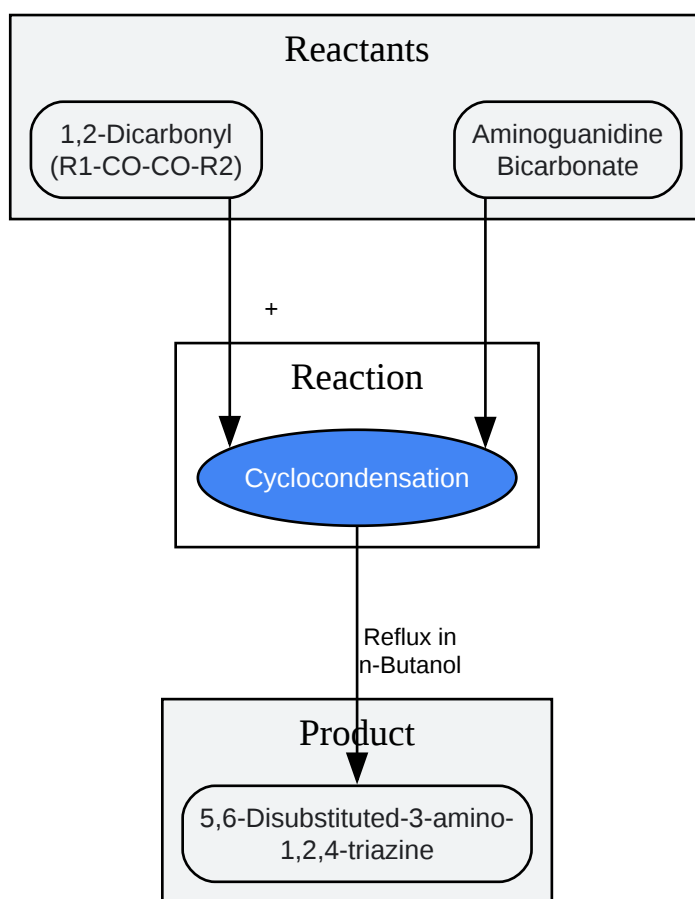 Reactants
1,2-Dicarbonyl
(R1-CO-CO-R2)
Aminoguanidine
Bicarbonate
+
Reaction
Cyclocondensation
Reflux in
n-Butanol
Product
5,6-Disubstituted-3-amino-
1,2,4-triazine